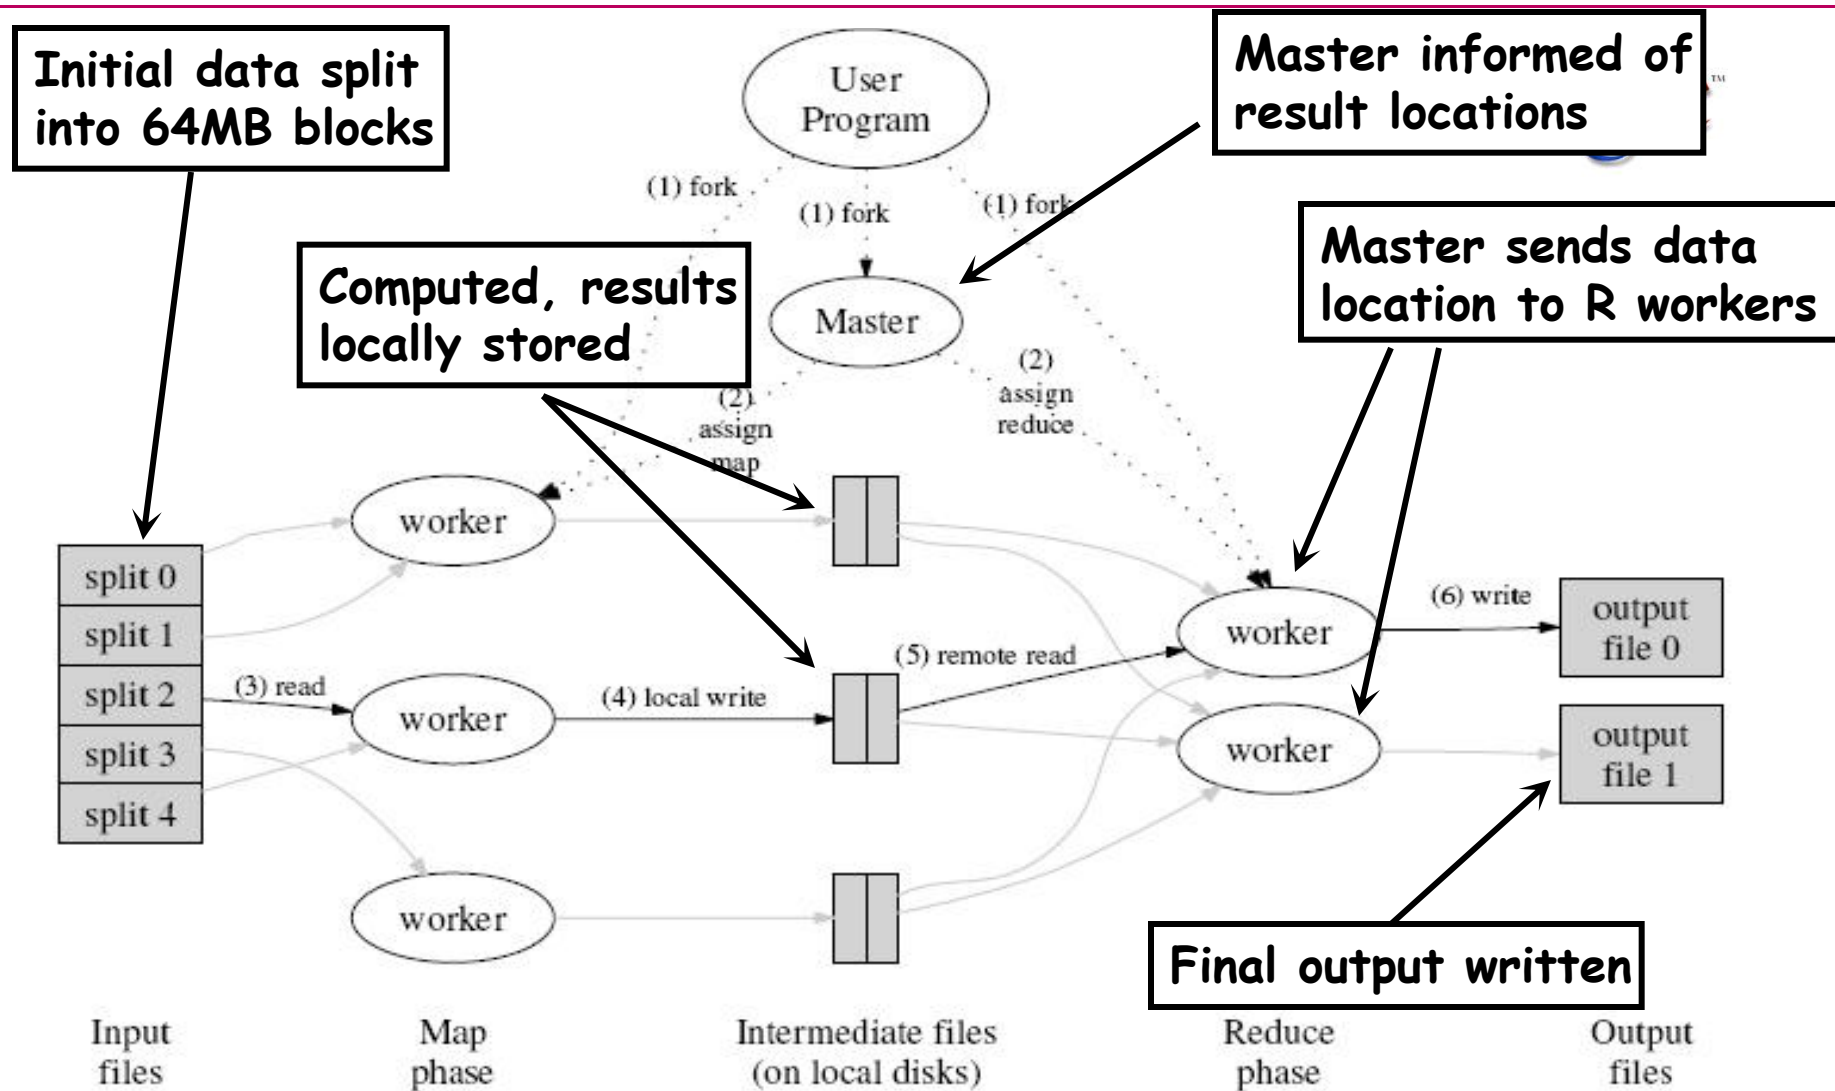 Initial data split
into 64MB blocks
User
Program
Master informed of
result locations
TM
(1) fork
(1) fork
(1) fork
Master sends data
location to R workers
Computed, results
locally stored
Master
(2)
assign
map
(2)
assign
reduce
split 0
split 1
split 2
split 3
split 4
worker
worker
worker
(3) read
(4) local write
(5) remote read
worker
worker
(6) write
output
file 0
output
file 1
Final output written
Input
files
Map
phase
Intermediate files
(on local disks)
Reduce
phase
Output
files